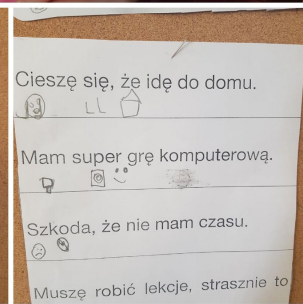 Cieszę się, że idę do domu.
Mam super grę komputerową.
Szkoda, że nie mam czasu.
Muszę robić lekcje, strasznie to